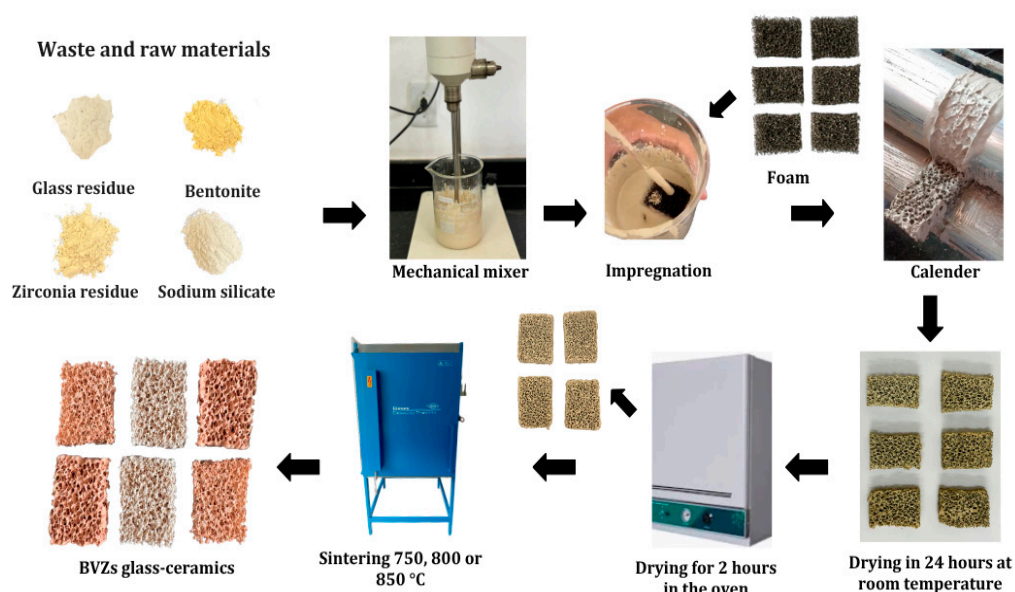 Waste and raw materials
Glass residue
Bentonite
Zirconia residue
Sodium silicate
Mechanical mixer
Impregnation
Foam
Calender
BVZs glass-ceramics
Sintering 750, 800 or
850 °C
Drying for 2 hours
in the oven
Drying in 24 hours at
room temperature